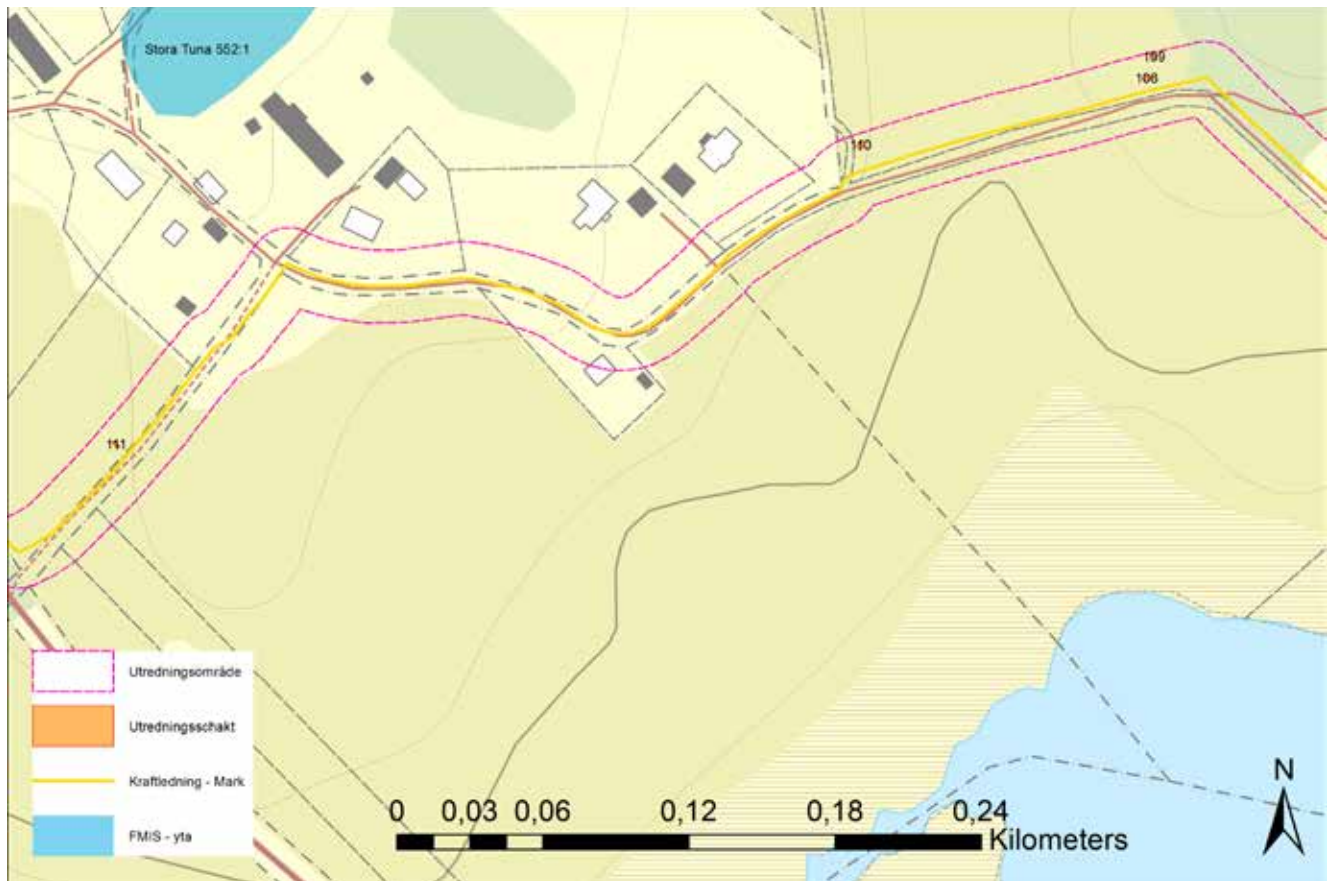 Stora Tuna 552:1
109
108
110
111
Utredningsområde
Utredningsschakt
Kraftledning - Mark
FMIS - yta
0 0,03 0,06 0,12 0,18 0,24
Kilometers
N